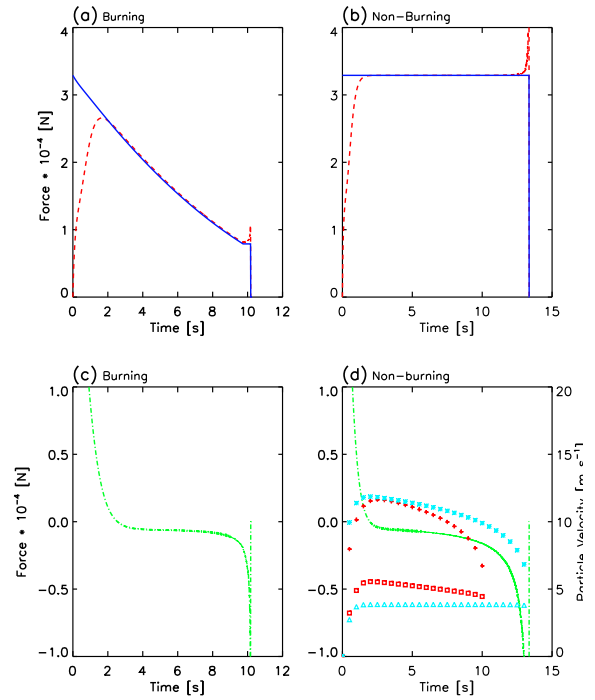 (a) Burning
(b) Non-Burning
4
3
2
1
0
Force * 10⁻⁴ [N]
0 2 4 6 8 10 12
Time [s]
4
3
2
1
0
0 5 10 15
Time [s]
(c) Burning
(d) Non-burning
1.0
0.5
0.0
−0.5
−1.0
Force * 10⁻⁴ [N]
0 2 4 6 8 10 12
Time [s]
1.0
0.5
0.0
−0.5
−1.0
0 5 10 15
Time [s]
20
15
10
5
0
Particle Velocity [m s⁻¹]